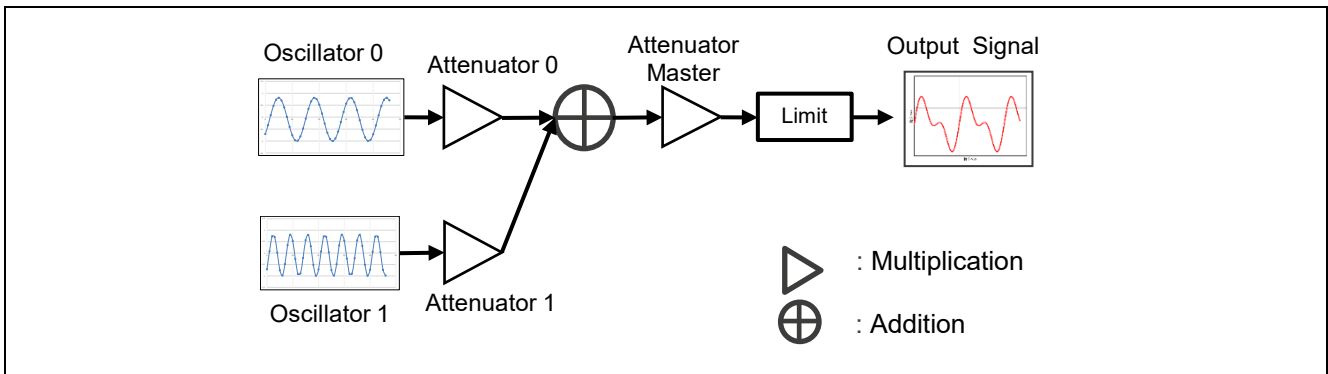 Oscillator 0
Attenuator 0
Attenuator
Master
Limit
Output Signal
Oscillator 1
Attenuator 1
: Multiplication
: Addition